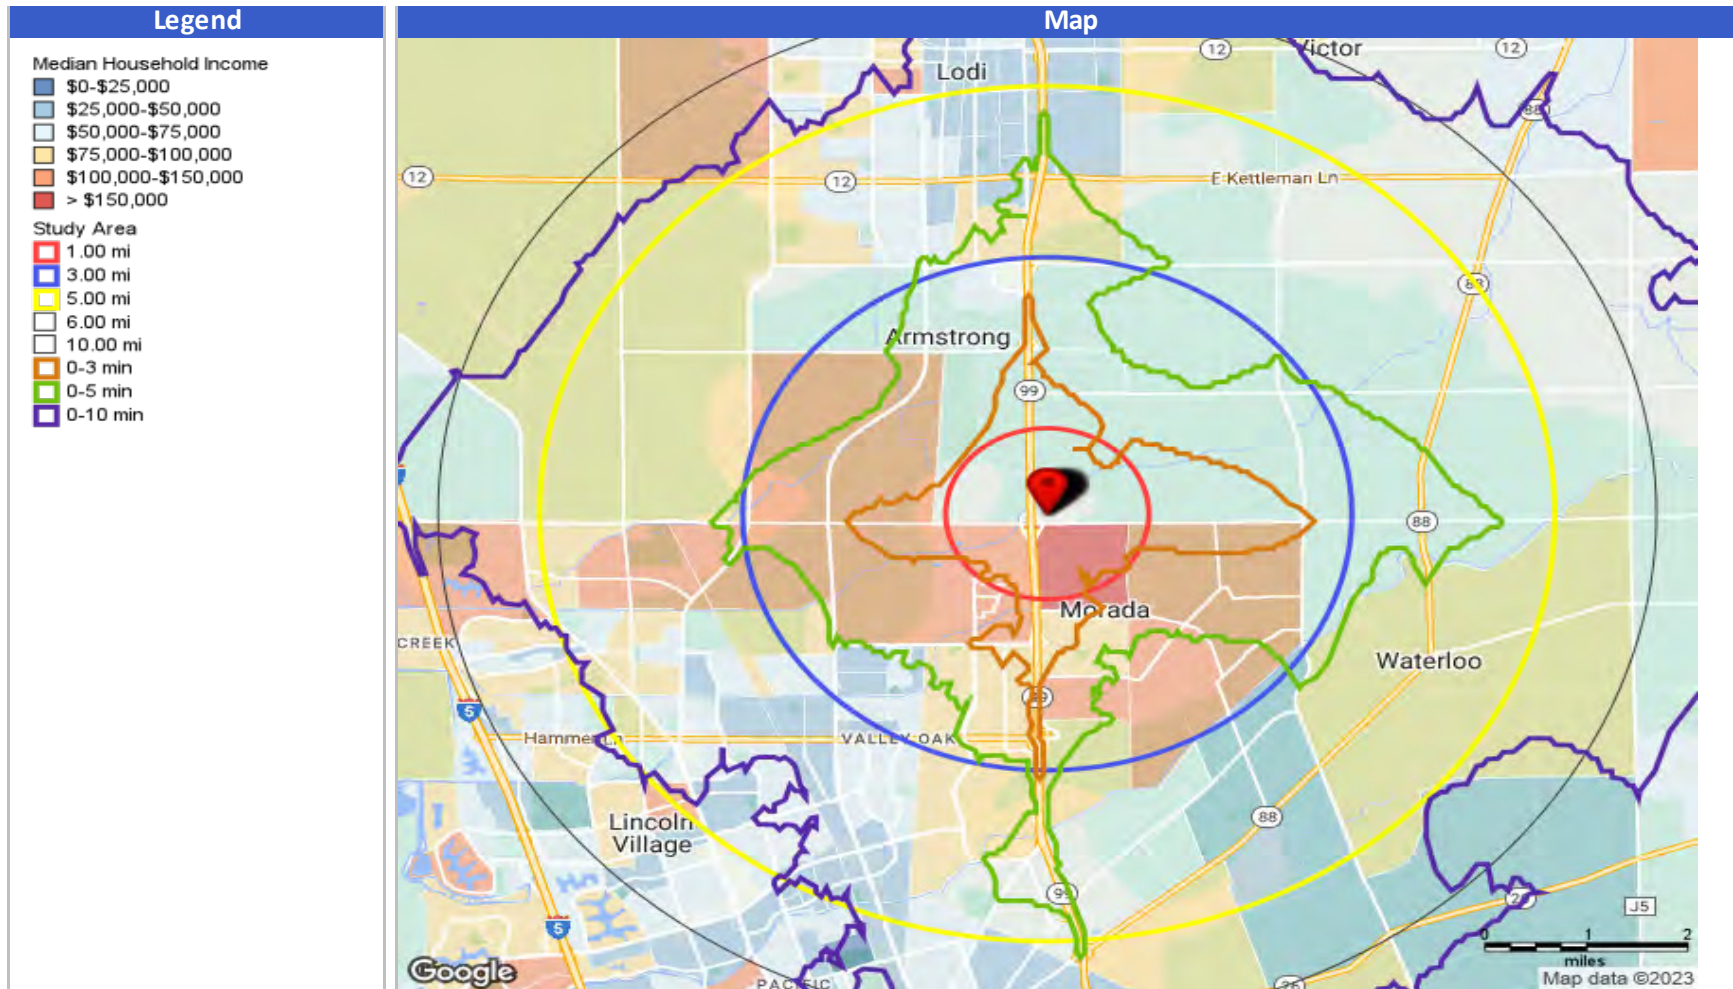 Legend
Map
Median Household Income
$0-$25,000
$25,000-$50,000
$50,000-$75,000
$75,000-$100,000
$100,000-$150,000
> $150,000
Study Area
1.00 mi
3.00 mi
5.00 mi
6.00 mi
10.00 mi
0-3 min
0-5 min
0-10 min
12
Victor
12
Lodi
88
12
12
E Kettleman Ln
88
Armstrong
99
88
Morada
CREEK
Waterloo
99
5
Hammer Ln
VALLEY OAK
88
Lincoln
Village
99
26
J5
5
0 1 2
miles
Google
Map data ©2023
PACIFIC
26